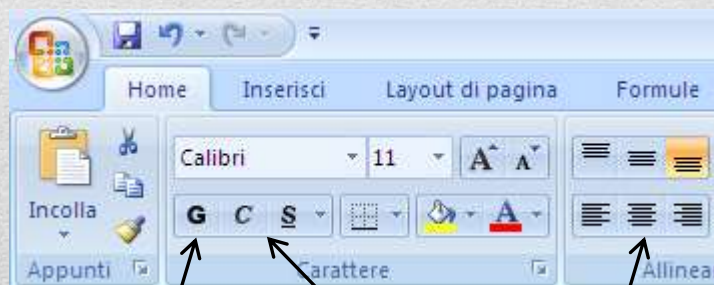 Home Inserisci Layout di pagina Formule
Calibri 11 A A
Incolla
G C S A
Appunti Carattere Allinea